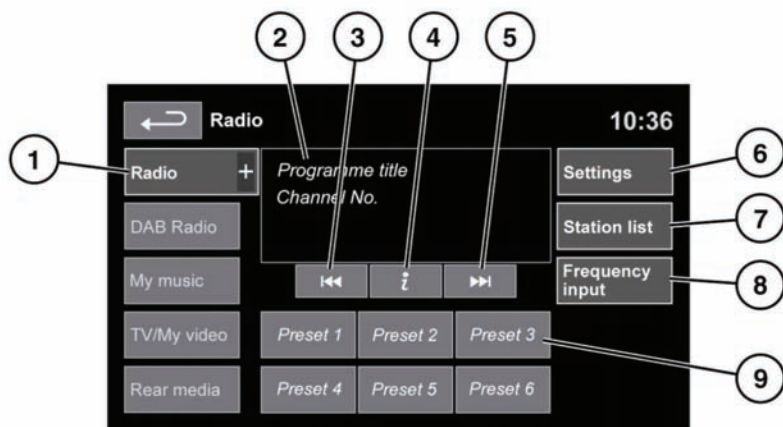 2
3
4
5
Radio
10:36
1
Radio +
Programme title
Channel No.
Settings
6
DAB Radio
Station list
7
My music
i
Frequency
input
8
TV/My video
Preset 1
Preset 2
Preset 3
9
Rear media
Preset 4
Preset 5
Preset 6